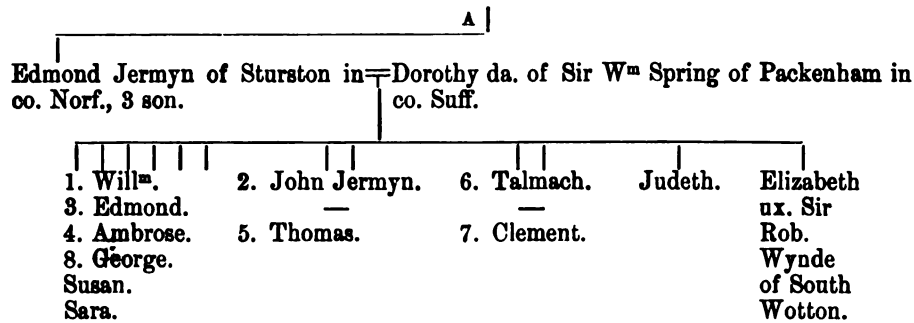 A
Edmond Jermyn of Sturston in Dorothy da. of Sir Wᵐ Spring of Packenham in
co. Norf., 3 son. co. Suff.
1. Willᵐ. 2. John Jermyn. 6. Talmach. Judeth. Elizabeth
3. Edmond. — — ux. Sir
4. Ambrose. 5. Thomas. 7. Clement. Rob.
8. George. Wynde
Susan. of South
Sara. Wotton.